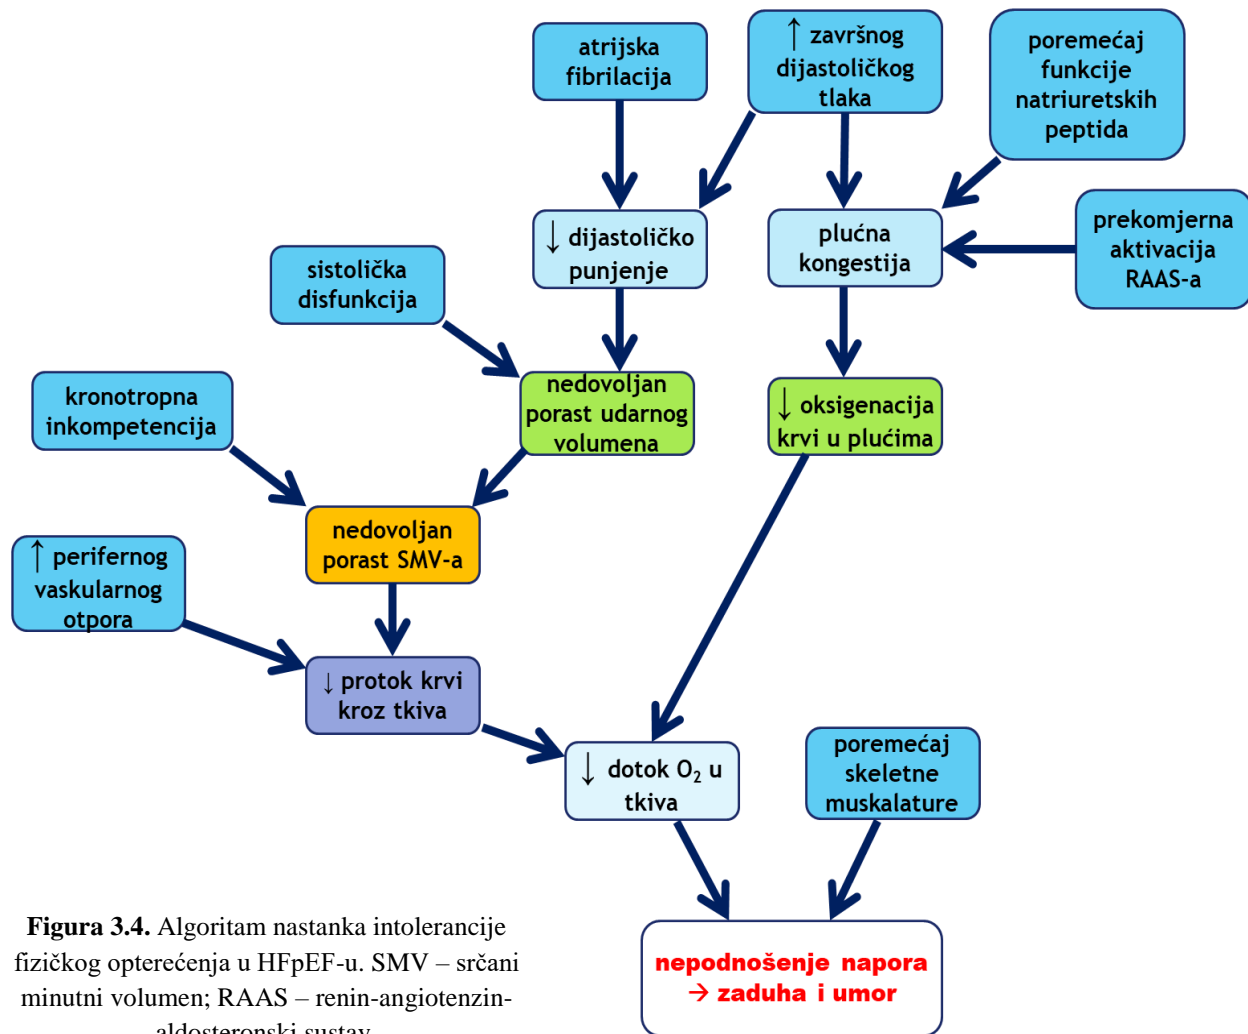 atrijska
fibrilacija
↑ završnog
dijastoličkog
tlaka
poremećaj
funkcije
natriuretskih
peptida
↓ dijastoličko
punjenje
plućna
kongestija
prekomjerna
aktivacija
RAAS-a
sistolička
disfunkcija
nedovoljan
porast udarnog
volumena
↓ oksigenacija
krvi u plućima
kronotropna
inkompetencija
nedovoljan
porast SMV-a
↑ perifernog
vaskularnog
otpora
↓ protok krvi
kroz tkiva
↓ dotok O₂ u
tkiva
poremećaj
skeletne
muskalature
nepodnošenje napora
→ zaduha i umor
Figura 3.4. Algoritam nastanka intolerancije
fizičkog opterećenja u HFpEF-u. SMV – srčani
minutni volumen; RAAS – renin-angiotenzin-
aldosteronski sustav